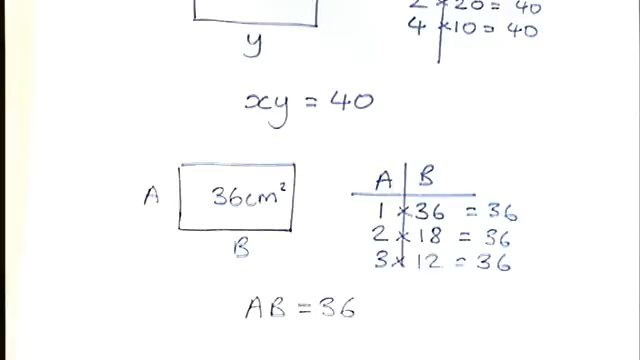 2 × 20 = 40
4 × 10 = 40
y
xy = 40
A B
A 36cm²
1 × 36 = 36
2 × 18 = 36
B
3 × 12 = 36
AB = 36